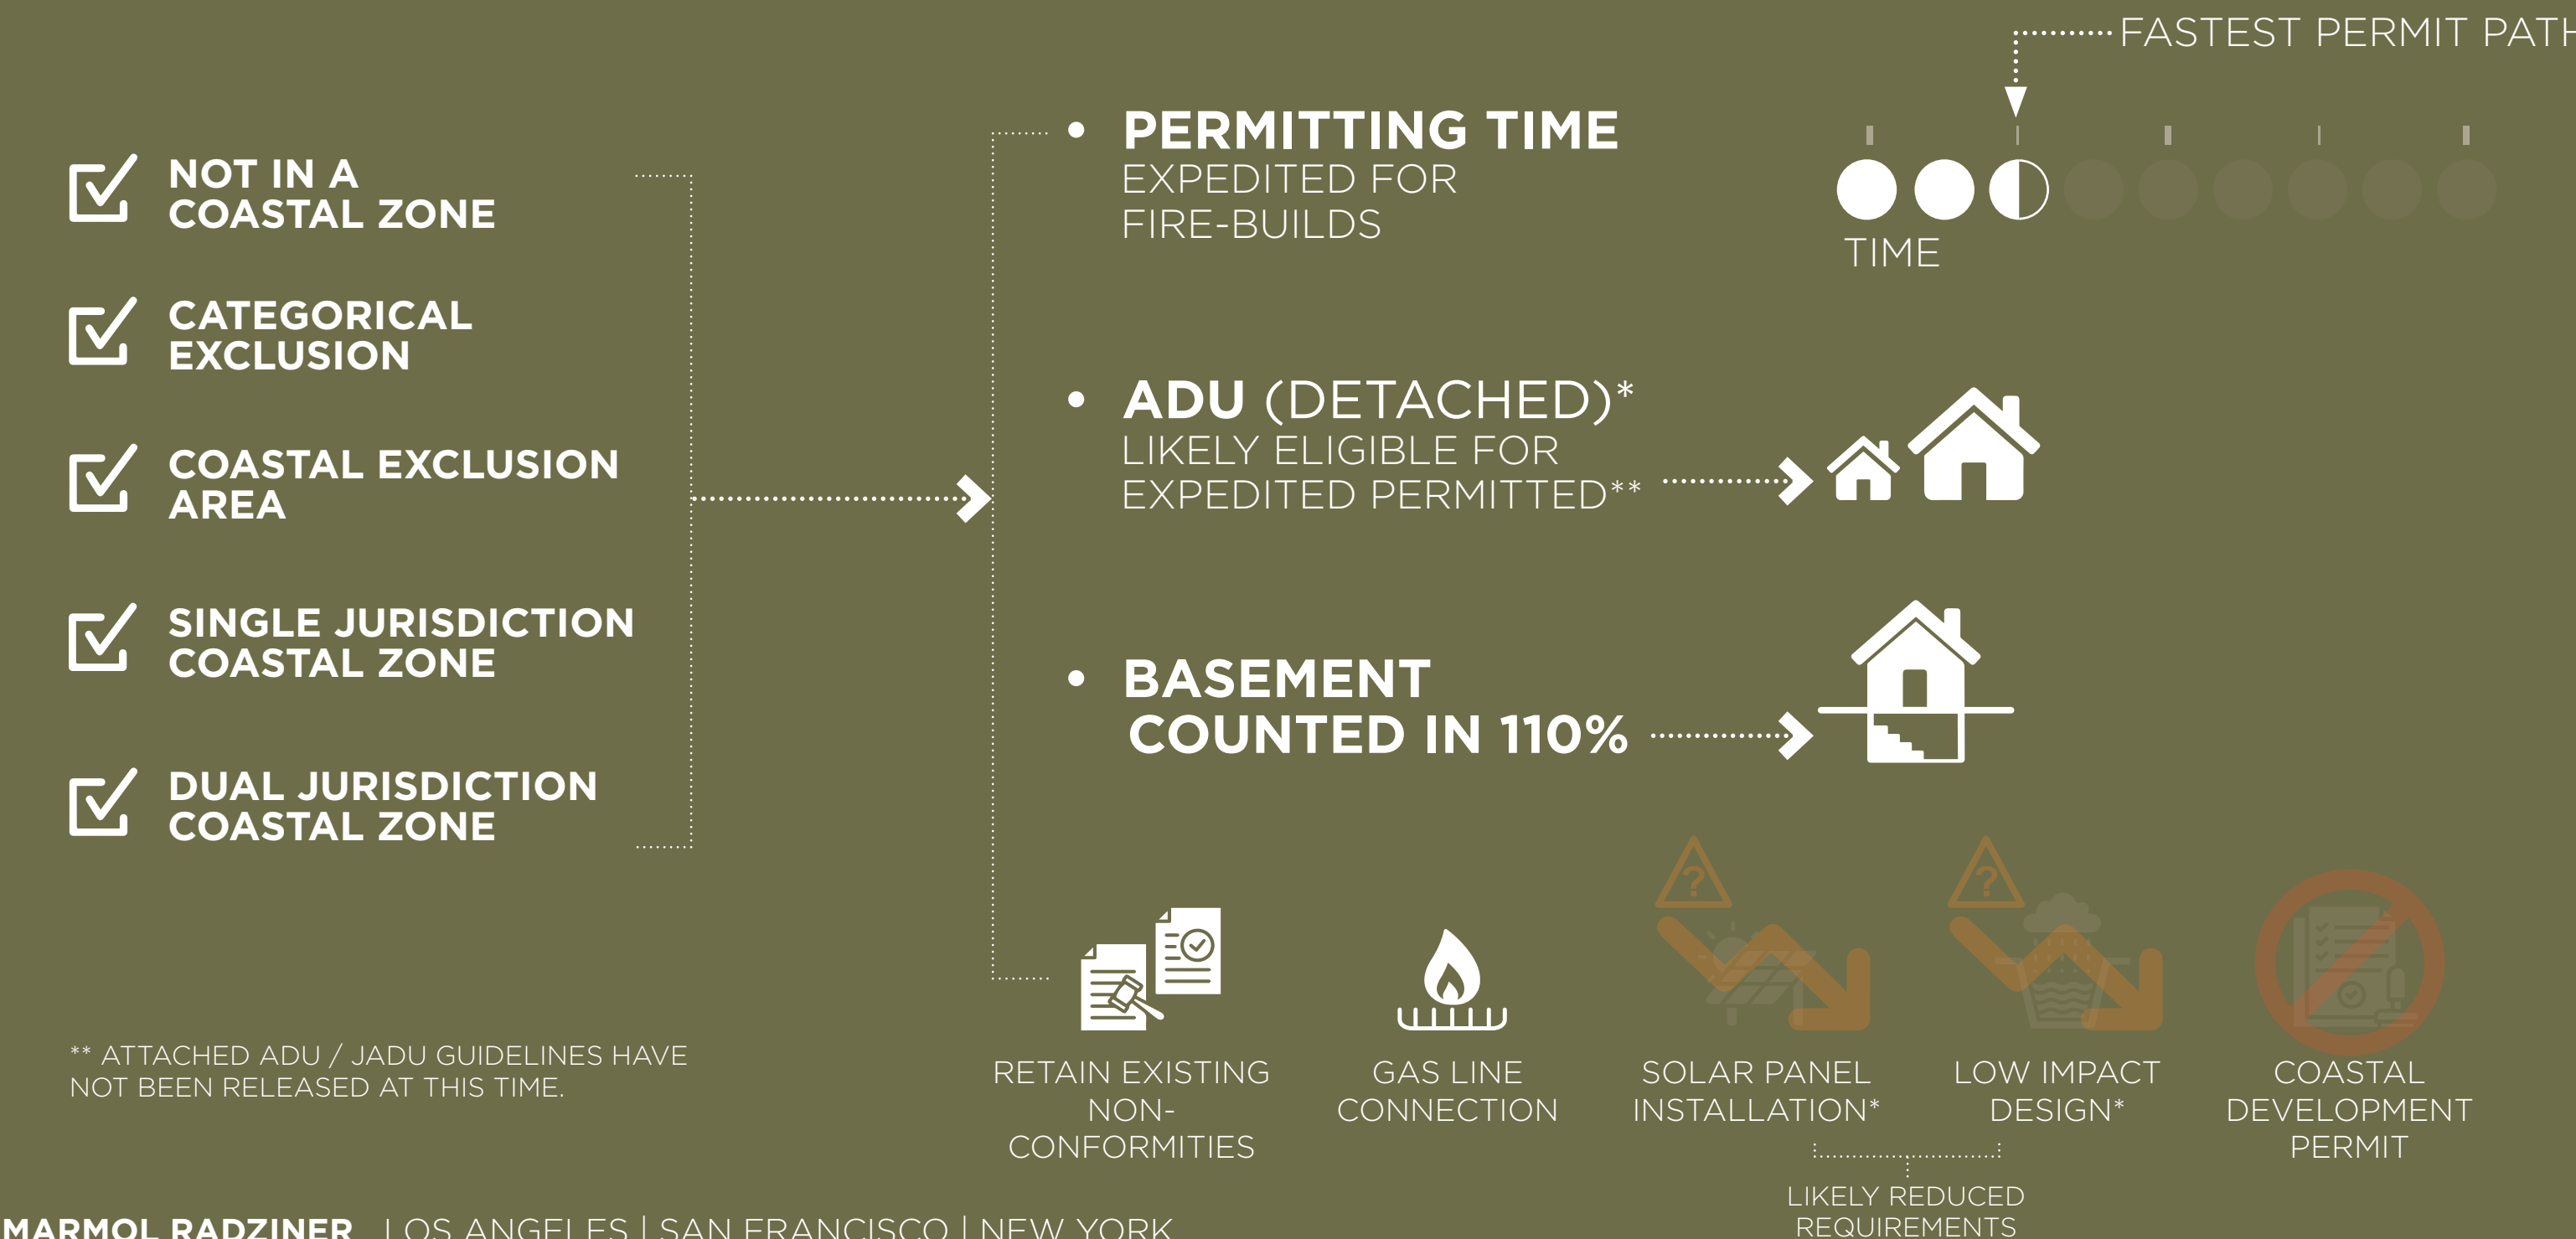 FASTEST PERMIT PATH
NOT IN A
COASTAL ZONE
CATEGORICAL
EXCLUSION
COASTAL EXCLUSION
AREA
SINGLE JURISDICTION
COASTAL ZONE
DUAL JURISDICTION
COASTAL ZONE
• PERMITTING TIME
EXPEDITED FOR
FIRE-BUILDS
TIME
• ADU (DETACHED)*
LIKELY ELIGIBLE FOR
EXPEDITED PERMITTED**
• BASEMENT
COUNTED IN 110%
?
?
RETAIN EXISTING
NON-
CONFORMITIES
GAS LINE
CONNECTION
SOLAR PANEL
INSTALLATION*
LOW IMPACT
DESIGN*
COASTAL
DEVELOPMENT
PERMIT
LIKELY REDUCED
REQUIREMENTS
** ATTACHED ADU / JADU GUIDELINES HAVE
NOT BEEN RELEASED AT THIS TIME.
MARMOL RADZINER LOS ANGELES | SAN FRANCISCO | NEW YORK